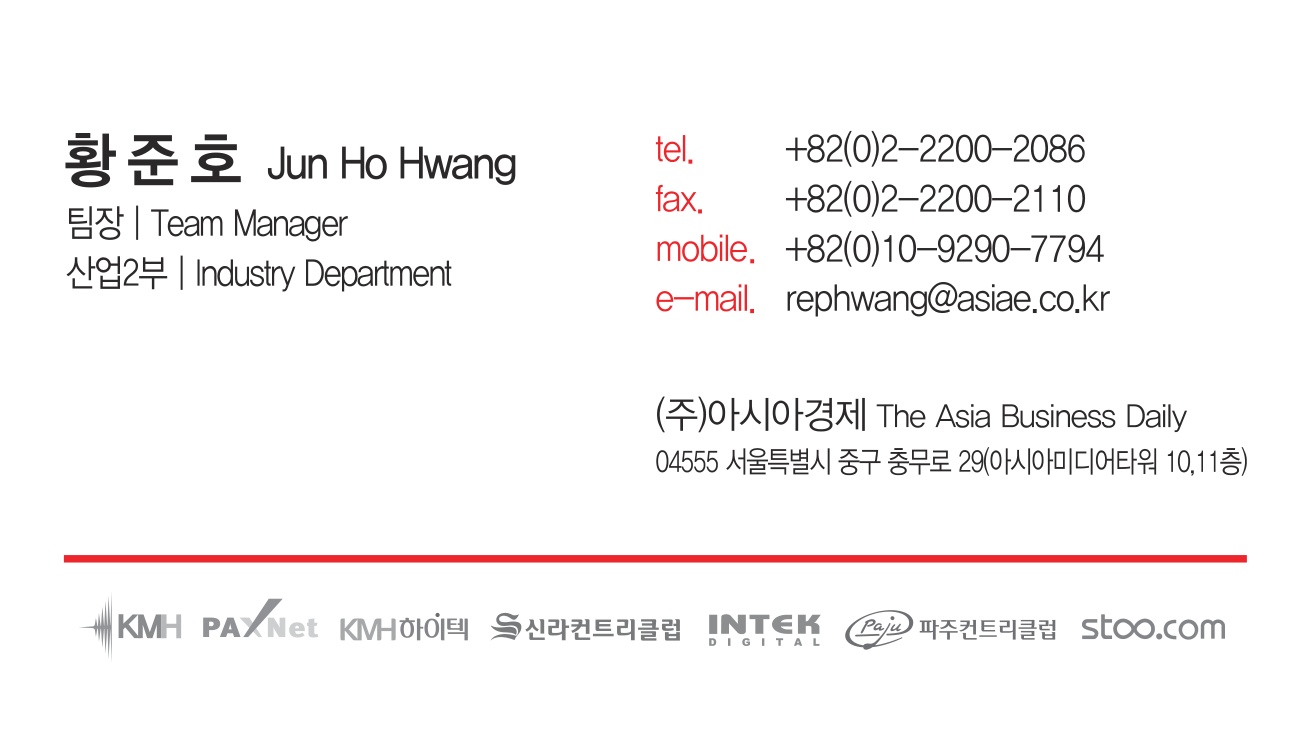 황준호 Jun Ho Hwang
팀장 | Team Manager
산업2부 | Industry Department
tel. +82(0)2-2200-2086
fax. +82(0)2-2200-2110
mobile. +82(0)10-9290-7794
e-mail. rephwang@asiae.co.kr
(주)아시아경제 The Asia Business Daily
04555 서울특별시 중구 충무로 29(아시아미디어타워 10,11층)
KMH PAXNet KMH하이텍 신라컨트리클럽 INTEK DIGITAL Paju 파주컨트리클럽 stoo.com